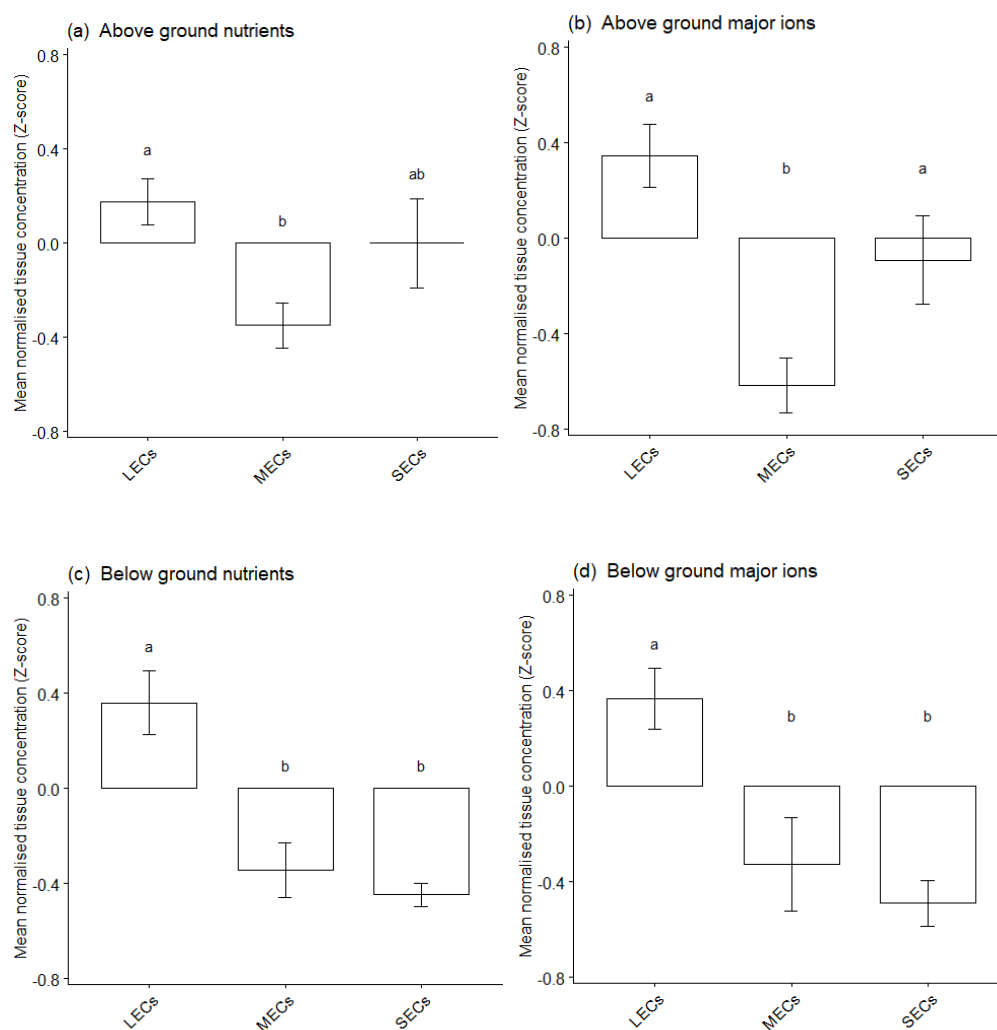 (a) Above ground nutrients
Mean normalised tissue concentration (Z-score)
0.8
0.4
0.0
-0.4
-0.8
a
b
ab
LECs
MECs
SECs
(b) Above ground major ions
Mean normalised tissue concentration (Z-score)
0.8
0.4
0.0
-0.4
-0.8
a
b
a
LECs
MECs
SECs
(c) Below ground nutrients
Mean normalised tissue concentration (Z-score)
0.8
0.4
0.0
-0.4
-0.8
a
b
b
LECs
MECs
SECs
(d) Below ground major ions
Mean normalised tissue concentration (Z-score)
0.8
0.4
0.0
-0.4
-0.8
a
b
b
LECs
MECs
SECs